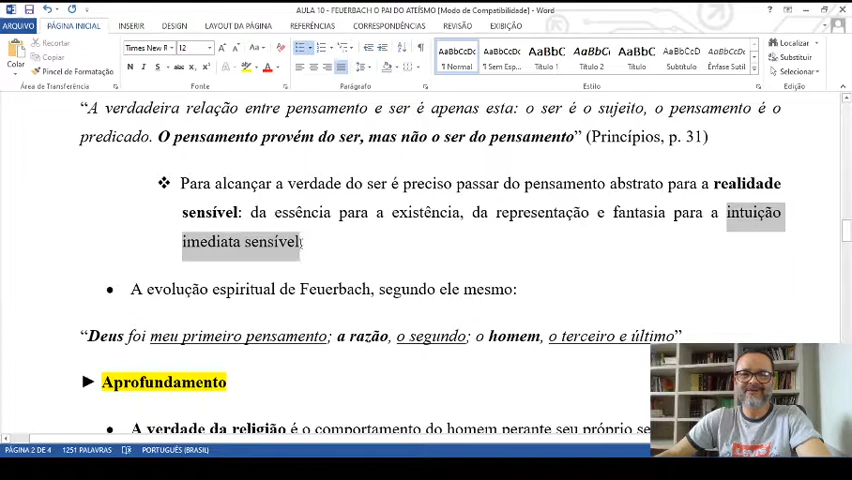 AULA 10 - FEUERBACH O PAI DO ATEÍSMO [Modo de Compatibilidade] - Word
ARQUIVO PÁGINA INICIAL INSERIR DESIGN LAYOUT DA PÁGINA REFERÊNCIAS CORRESPONDÊNCIAS REVISÃO EXIBIÇÃO
Colar
Recortar
Copiar
Pincel de Formatação
Área de Transferência
Times New R 12
N I S
Fonte
Parágrafo
AaBbCcDc AaBbCcDc AaBbC AaBbCc AaBbC AaBbCcD AaBbCcDc
¶ Normal ¶ Sem Esp... Título 1 Título 2 Título Subtítulo Ênfase Sutil
Estilo
Localizar
Substituir
Selecionar
Edição
“A verdadeira relação entre pensamento e ser é apenas esta: o ser é o sujeito, o pensamento é o
predicado. O pensamento provém do ser, mas não o ser do pensamento” (Princípios, p. 31)
❖ Para alcançar a verdade do ser é preciso passar do pensamento abstrato para a realidade
sensível: da essência para a existência, da representação e fantasia para a intuição
imediata sensível.
• A evolução espiritual de Feuerbach, segundo ele mesmo:
“Deus foi meu primeiro pensamento; a razão, o segundo; o homem, o terceiro e último”
► Aprofundamento
• A verdade da religião é o comportamento do homem perante seu próprio se
PÁGINA 2 DE 4 1251 PALAVRAS PORTUGUÊS (BRASIL)